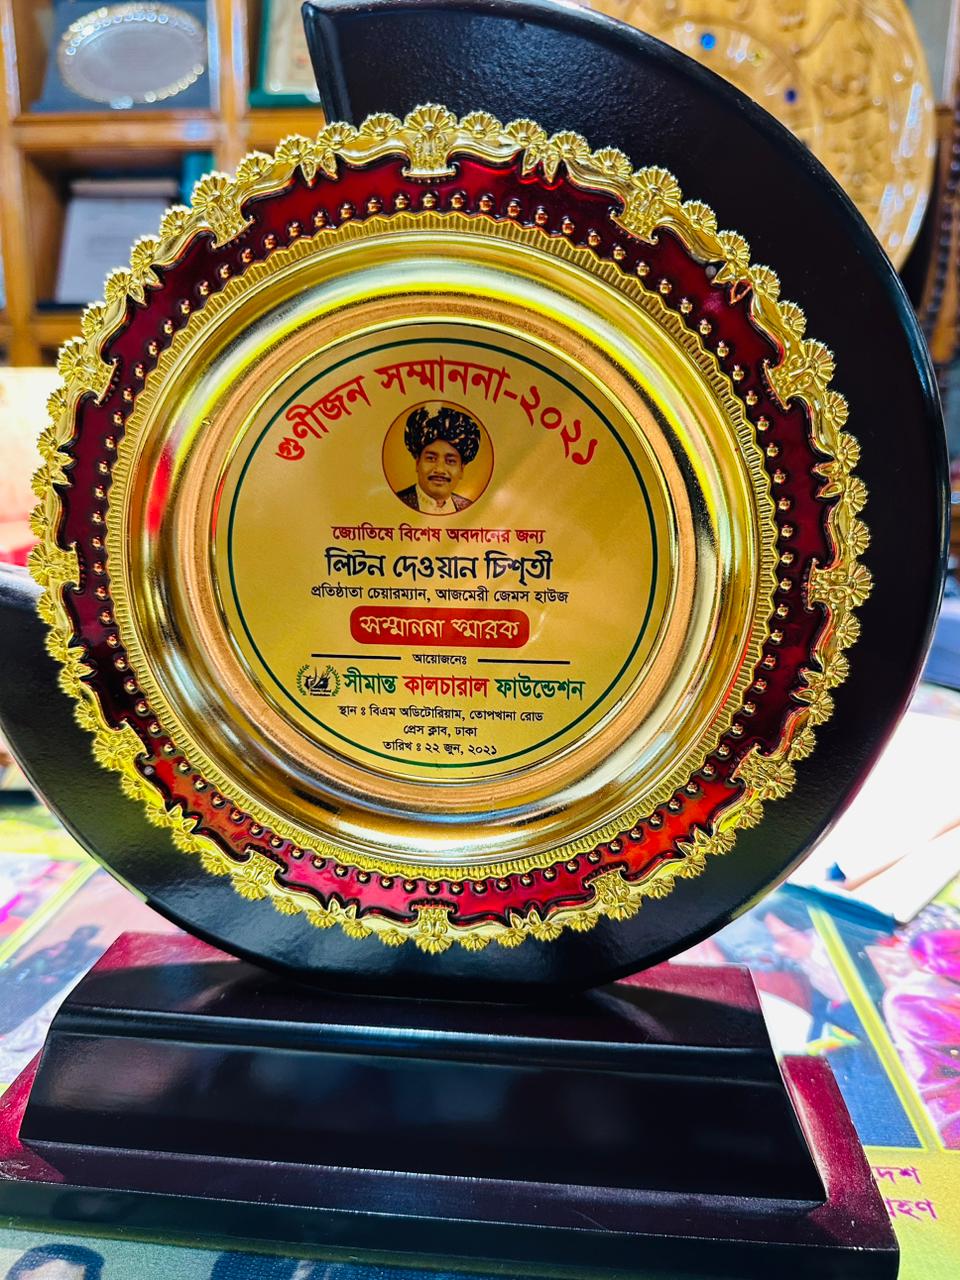 গুণীজন সম্মাননা-২০২১
জ্যোতিষে বিশেষ অবদানের জন্য
লিটন দেওয়ান চিশ্‌তী
প্রতিষ্ঠাতা চেয়ারম্যান, আজমেরী জেমস হাউজ
সম্মাননা স্মারক
আয়োজনেঃ
সীমান্ত কালচারাল ফাউন্ডেশন
স্থান ঃ বিএম অডিটোরিয়াম, তোপখানা রোড
প্রেস ক্লাব, ঢাকা
তারিখ ঃ ২২ জুন, ২০২১